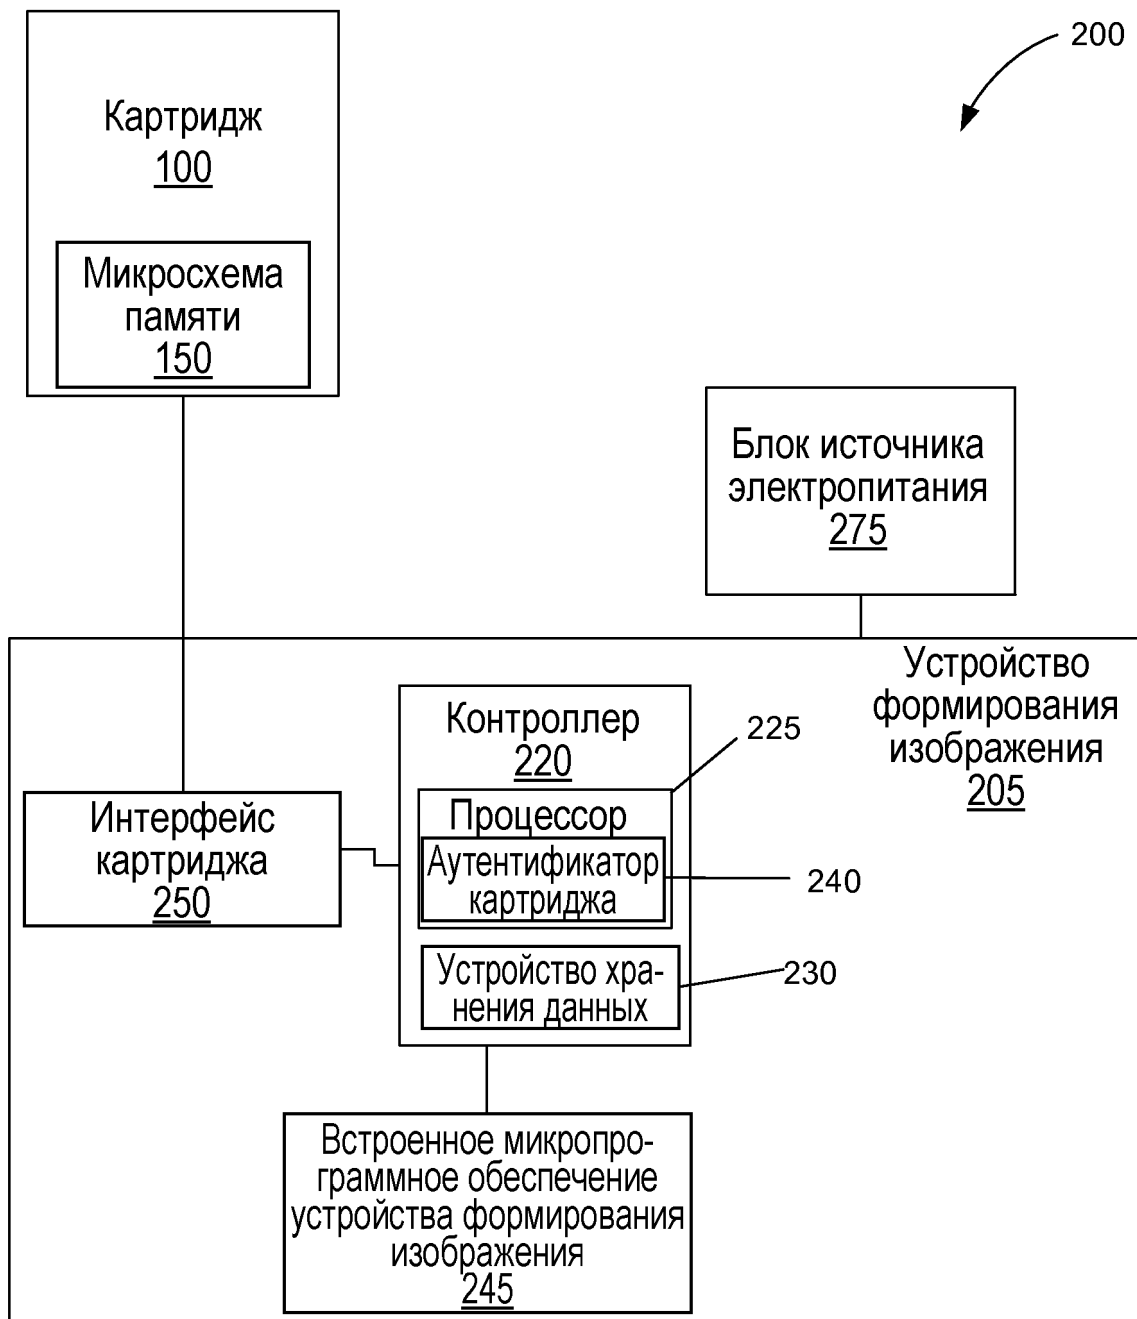 200
Картридж
100
Микросхема
памяти
150
Блок источника
электропитания
275
Устройство
формирования
изображения
205
Контроллер
220
225
Процессор
Аутентификатор
картриджа
240
Интерфейс
картриджа
250
Устройство хра-
нения данных
230
Встроенное микропро-
граммное обеспечение
устройства формирования
изображения
245